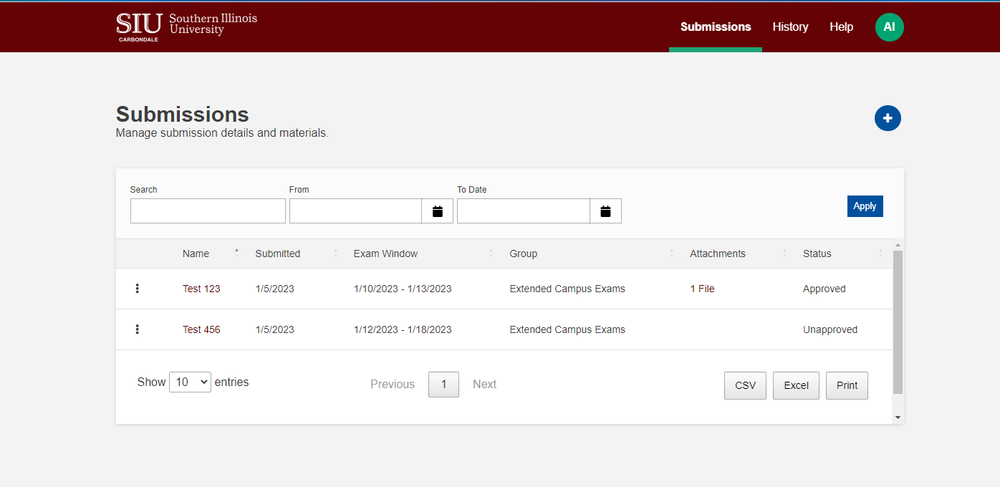 SIU Southern Illinois University
CARBONDALE
Submissions History Help AI
Submissions
Manage submission details and materials.
Search From To Date
Apply
Name Submitted Exam Window Group Attachments Status
Test 123 1/5/2023 1/10/2023 - 1/13/2023 Extended Campus Exams 1 File Approved
Test 456 1/5/2023 1/12/2023 - 1/18/2023 Extended Campus Exams Unapproved
Show 10 entries Previous 1 Next CSV Excel Print